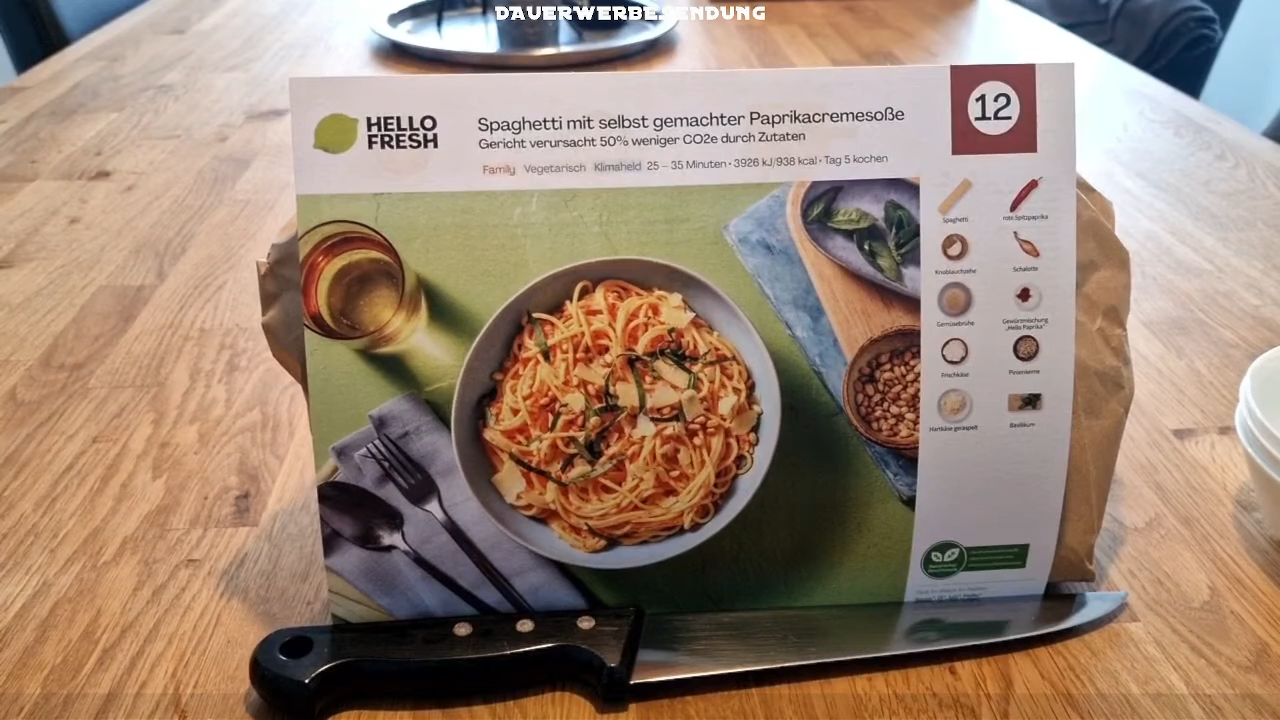 DAUERWERBESENDUNG
HELLO
FRESH
Spaghetti mit selbst gemachter Paprikacremesoße
Gericht verursacht 50% weniger CO2e durch Zutaten
Family Vegetarisch Klimaheld 25 – 35 Minuten • 3926 kJ/938 kcal • Tag 5 kochen
12
Spaghetti
rote Spitzpaprika
Knoblauchzehe
Schalotte
Gemüsebrühe
Gewürzmischung
„Hello Paprika“
Frischkäse
Pinienkerne
Hartkäse geraspelt
Basilikum